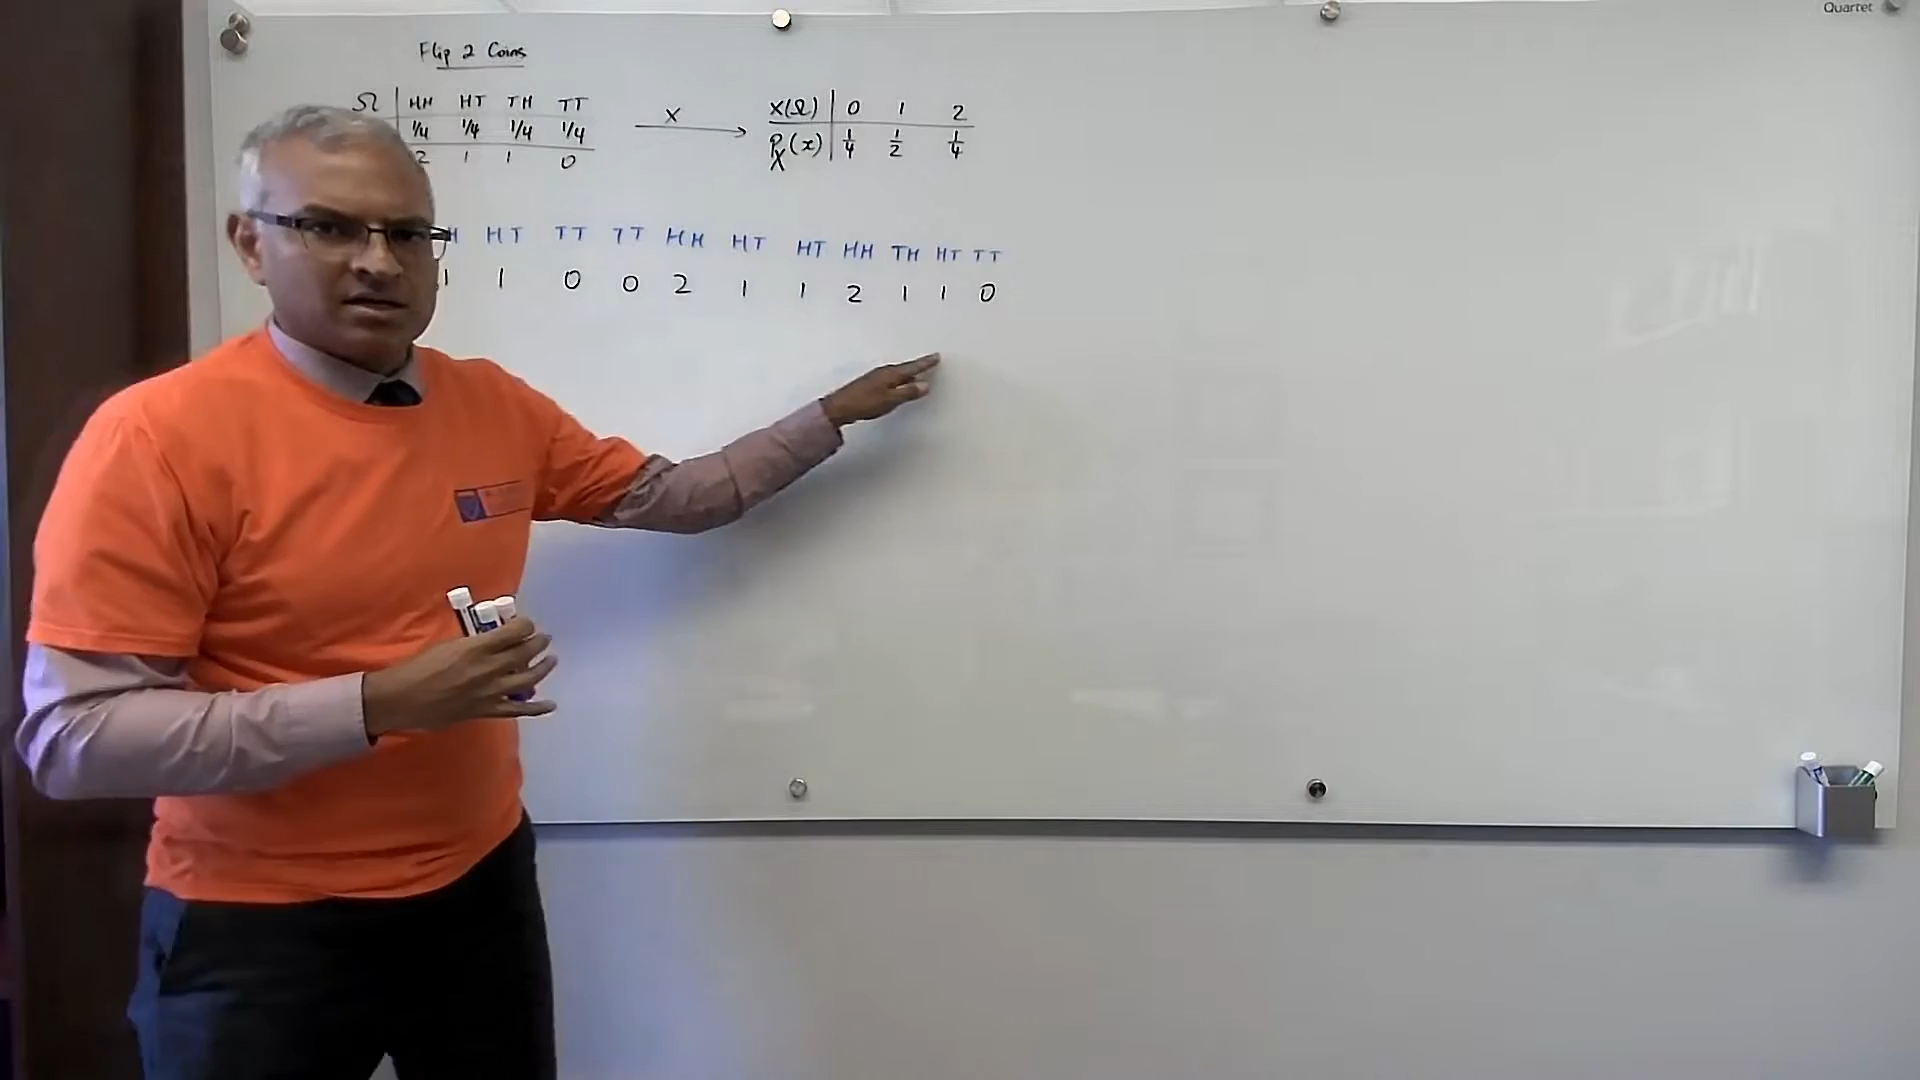 Quartet
Flip 2 Coins
Ω HH HT TH TT
1/4 1/4 1/4 1/4
2 1 1 0
X
X(Ω) 0 1 2
P_X(x) 1/4 1/2 1/4
H HT TT TT HH HT HT HH TH HT TT
1 1 0 0 2 1 1 2 1 1 0